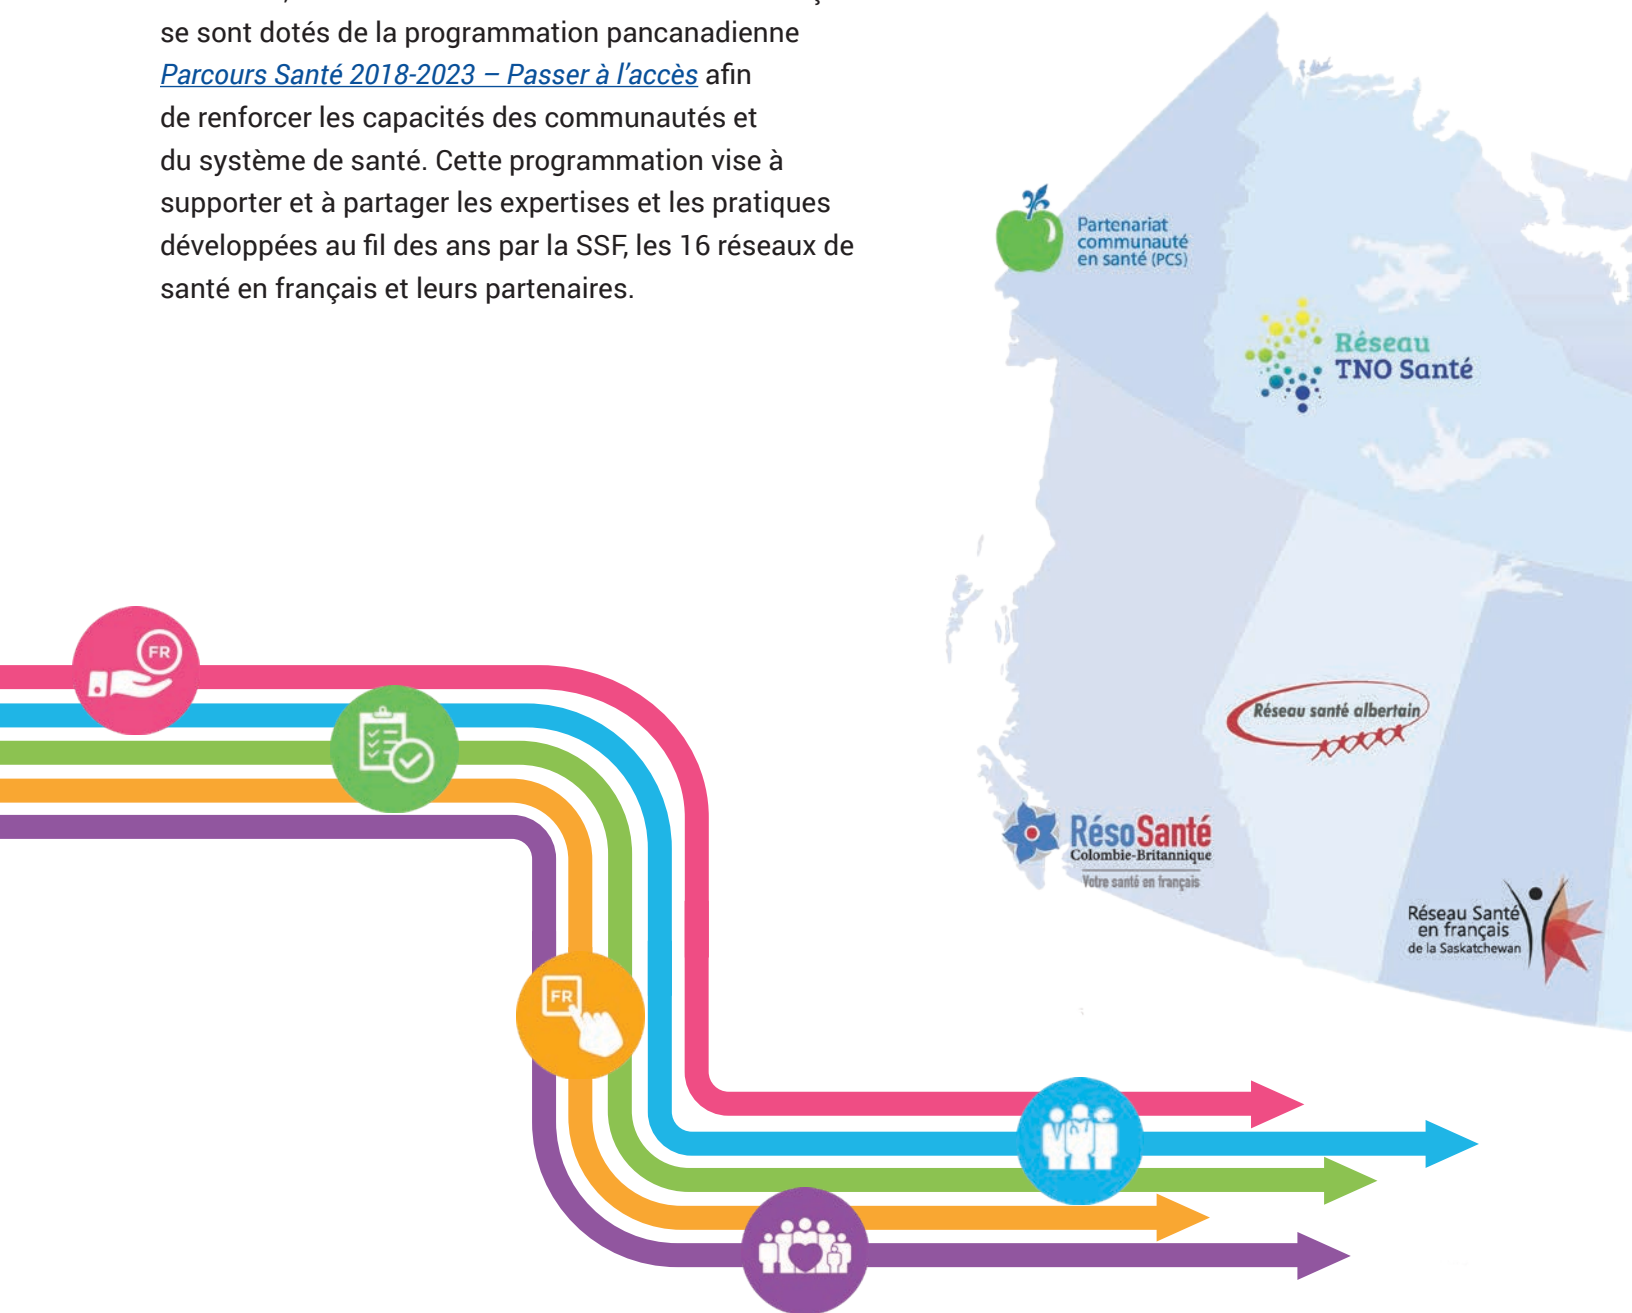 se sont dotés de la programmation pancanadienne
Parcours Santé 2018-2023 – Passer à l’accès afin
de renforcer les capacités des communautés et
du système de santé. Cette programmation vise à
supporter et à partager les expertises et les pratiques
développées au fil des ans par la SSF, les 16 réseaux de
santé en français et leurs partenaires.
Partenariat
communauté
en santé (PCS)
Réseau
TNO Santé
Réseau santé albertain
RésoSanté
Colombie-Britannique
Votre santé en français
Réseau Santé
en français
de la Saskatchewan
FR
FR